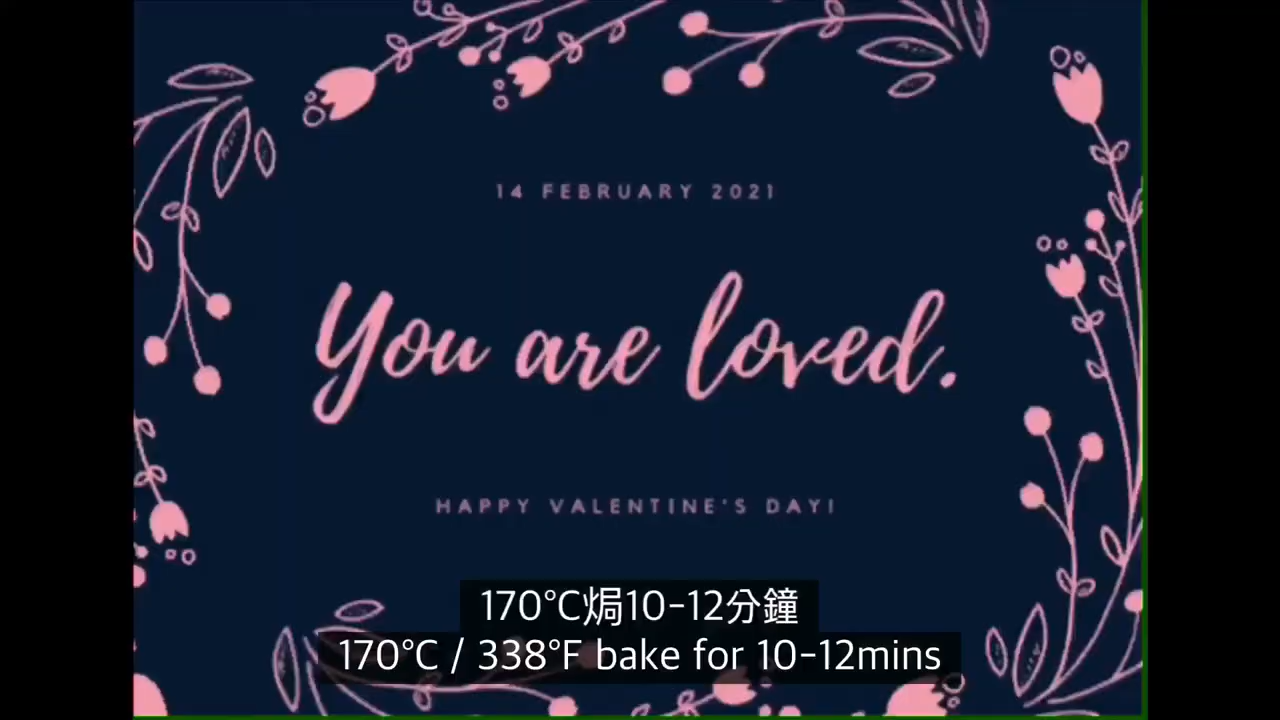 14 FEBRUARY 2021
You are loved.
HAPPY VALENTINE'S DAY!
170°C焗10-12分鐘
170°C / 338°F bake for 10-12mins